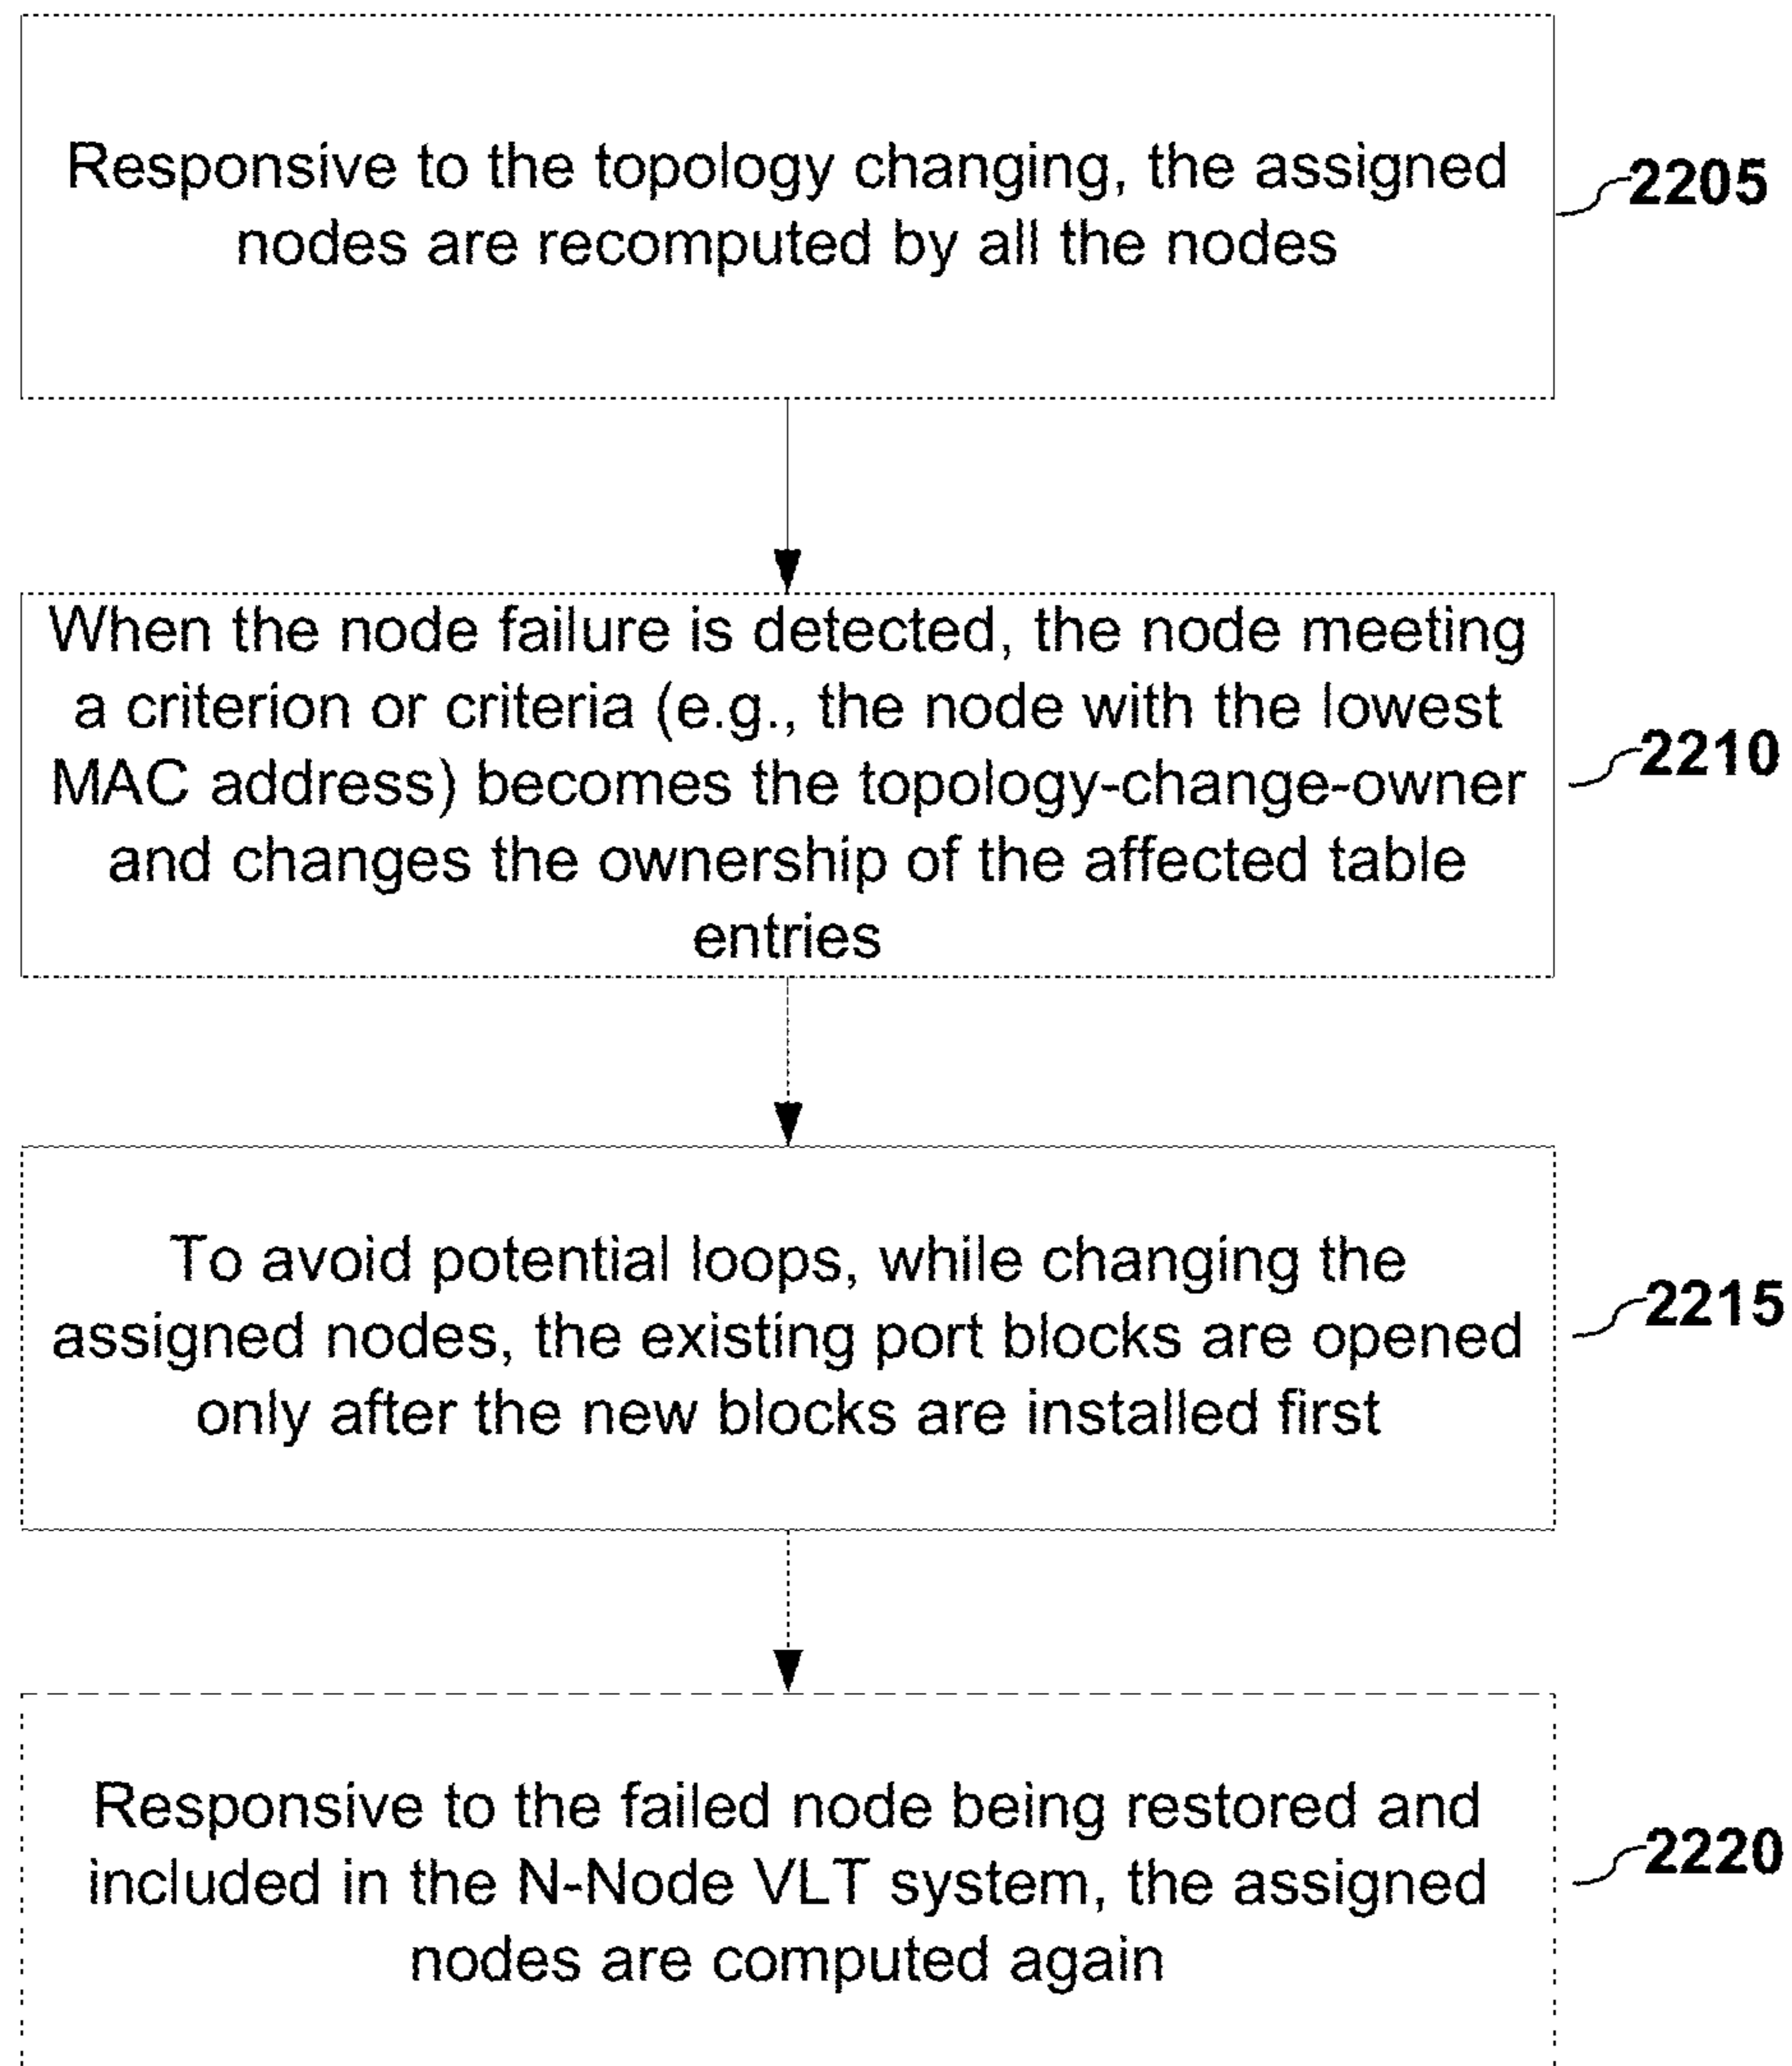 Responsive to the topology changing, the assigned
nodes are recomputed by all the nodes
2205
When the node failure is detected, the node meeting
a criterion or criteria (e.g., the node with the lowest
MAC address) becomes the topology-change-owner
and changes the ownership of the affected table
entries
2210
To avoid potential loops, while changing the
assigned nodes, the existing port blocks are opened
only after the new blocks are installed first
2215
Responsive to the failed node being restored and
included in the N-Node VLT system, the assigned
nodes are computed again
2220